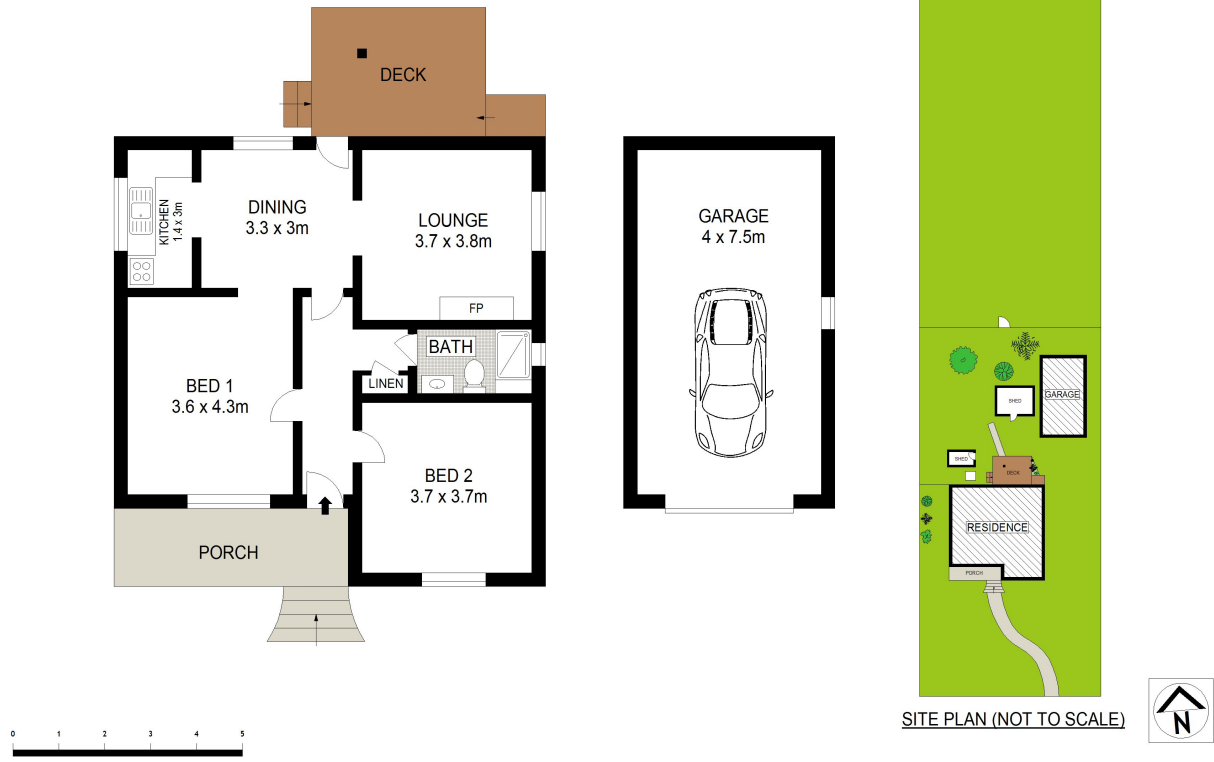 DECK
DINING
3.3 x 3m
KITCHEN
1.4 x 3m
LOUNGE
3.7 x 3.8m
FP
BATH
LINEN
BED 1
3.6 x 4.3m
BED 2
3.7 x 3.7m
PORCH
GARAGE
4 x 7.5m
GARAGE
SHED
SHED
DECK
RESIDENCE
PORCH
SITE PLAN (NOT TO SCALE)
N
0 1 2 3 4 5